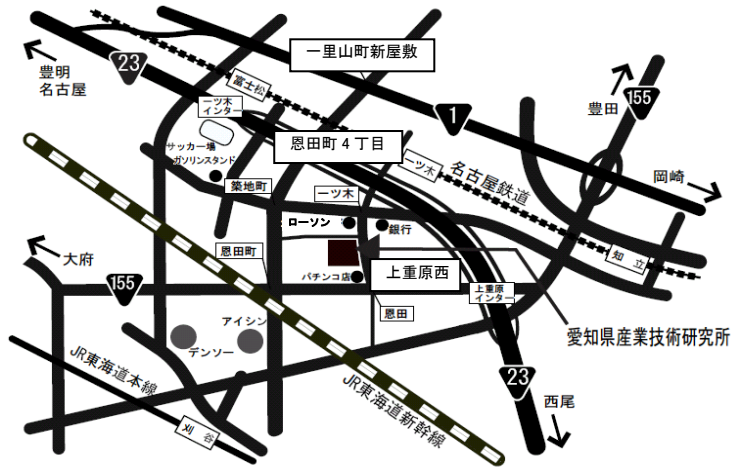 一里山町新屋敷
23
豊明
名古屋
富士松
一ツ木
インター
1
155
豊田
サッカー場
ガソリンスタンド
恩田町4丁目
一ツ木
名古屋鉄道
岡崎
築地町
一ツ木
ローソン
銀行
大府
恩田町
知立
155
パチンコ店
上重原西
上重原
インター
恩田
アイシン
デンソー
愛知県産業技術研究所
JR東海道本線
JR東海道新幹線
23
西尾
刈谷